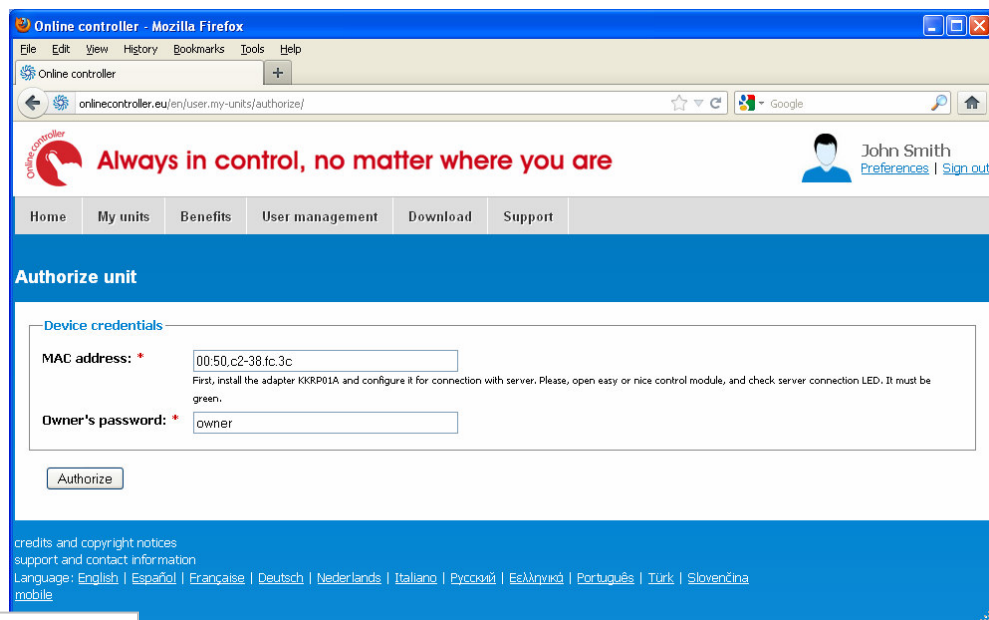 Online controller - Mozilla Firefox
File Edit View History Bookmarks Tools Help
Online controller +
onlinecontroller.eu/en/user.my-units/authorize/ Google
Online controller
Always in control, no matter where you are
John Smith
Preferences | Sign out
Home My units Benefits User management Download Support
Authorize unit
Device credentials
MAC address: * 00:50,c2-38.fc.3c
First, install the adapter KKRP01A and configure it for connection with server. Please, open easy or nice control module, and check server connection LED. It must be
green.
Owner's password: * owner
Authorize
credits and copyright notices
support and contact information
Language: English | Español | Française | Deutsch | Nederlands | Italiano | Русский | Εελληνικά | Português | Türk | Slovenčina
mobile